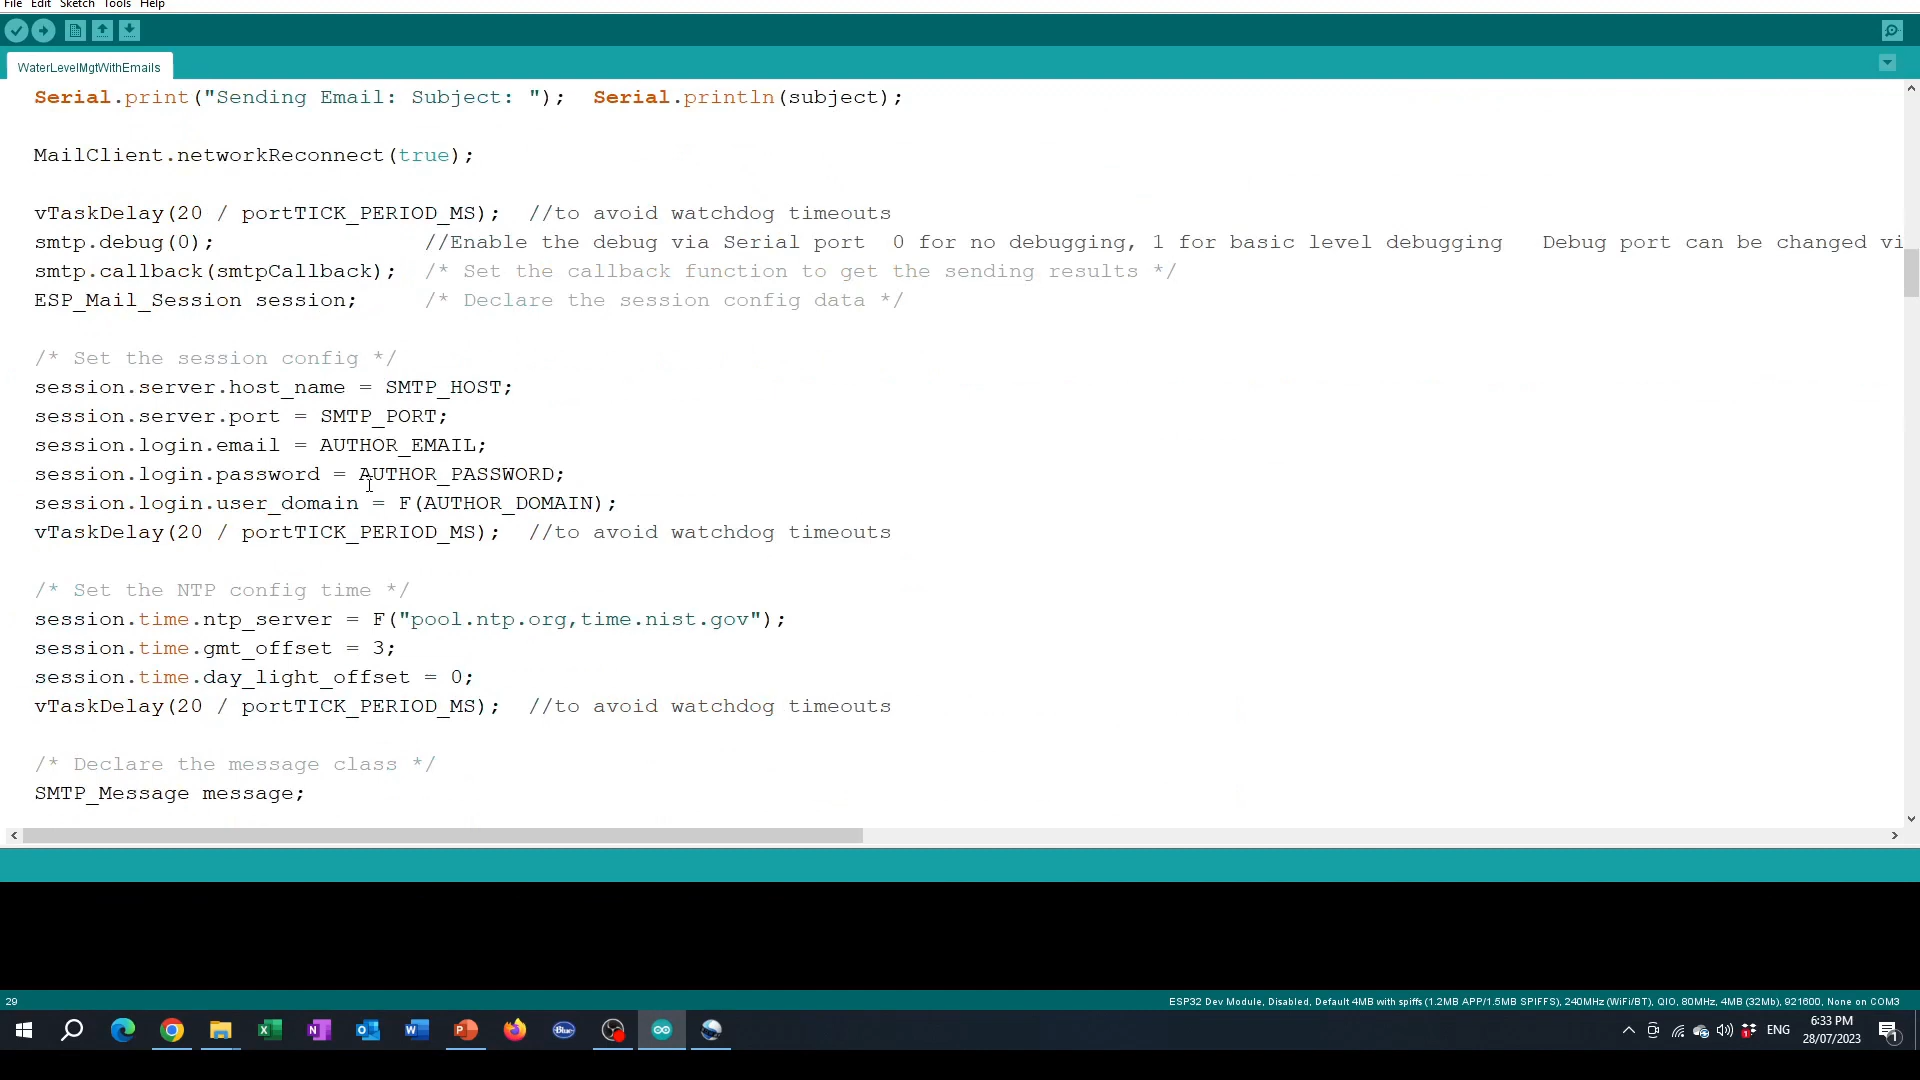 File Edit Sketch Tools Help
WaterLevelMgtWithEmails
Serial.print("Sending Email: Subject: ");  Serial.println(subject);
MailClient.networkReconnect(true);
vTaskDelay(20 / portTICK_PERIOD_MS);  //to avoid watchdog timeouts
smtp.debug(0);                //Enable the debug via Serial port  0 for no debugging, 1 for basic level debugging   Debug port can be changed vi
smtp.callback(smtpCallback);  /* Set the callback function to get the sending results */
ESP_Mail_Session session;     /* Declare the session config data */
/* Set the session config */
session.server.host_name = SMTP_HOST;
session.server.port = SMTP_PORT;
session.login.email = AUTHOR_EMAIL;
session.login.password = AUTHOR_PASSWORD;
session.login.user_domain = F(AUTHOR_DOMAIN);
vTaskDelay(20 / portTICK_PERIOD_MS);  //to avoid watchdog timeouts
/* Set the NTP config time */
session.time.ntp_server = F("pool.ntp.org,time.nist.gov");
session.time.gmt_offset = 3;
session.time.day_light_offset = 0;
vTaskDelay(20 / portTICK_PERIOD_MS);  //to avoid watchdog timeouts
/* Declare the message class */
SMTP_Message message;
29
ESP32 Dev Module, Disabled, Default 4MB with spiffs (1.2MB APP/1.5MB SPIFFS), 240MHz (WiFi/BT), QIO, 80MHz, 4MB (32Mb), 921600, None on COM3
Blue
ENG
6:33 PM
28/07/2023
1